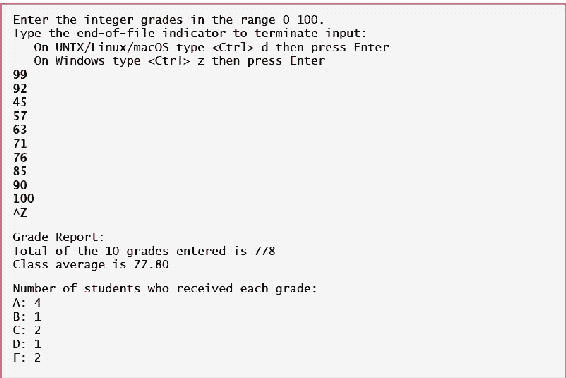 Enter the integer grades in the range 0 100.
Type the end-of-file indicator to terminate input:
On UNIX/Linux/macOS type <Ctrl> d then press Enter
On Windows type <Ctrl> z then press Enter
99
92
45
57
63
71
76
85
90
100
^Z
Grade Report:
Total of the 10 grades entered is 778
Class average is 77.80
Number of students who received each grade:
A: 4
B: 1
C: 2
D: 1
F: 2